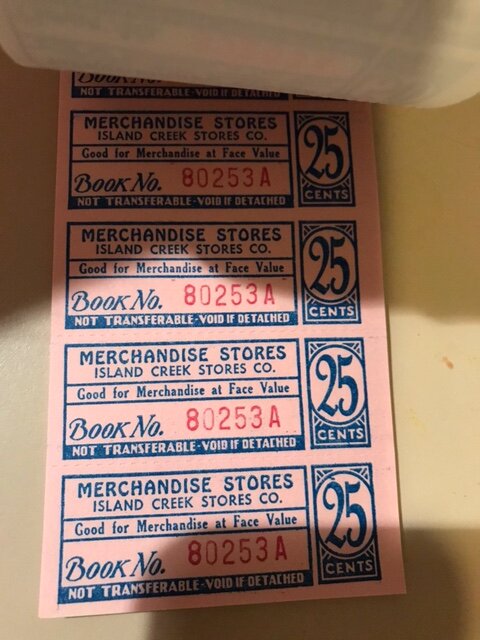 Book No.
NOT TRANSFERABLE-VOID IF DETACHED
MERCHANDISE STORES
ISLAND CREEK STORES CO.
Good for Merchandise at Face Value
Book No. 80253A
NOT TRANSFERABLE-VOID IF DETACHED
25
CENTS
MERCHANDISE STORES
ISLAND CREEK STORES CO.
Good for Merchandise at Face Value
Book No. 80253A
NOT TRANSFERABLE-VOID IF DETACHED
25
CENTS
MERCHANDISE STORES
ISLAND CREEK STORES CO.
Good for Merchandise at Face Value
Book No. 80253A
NOT TRANSFERABLE-VOID IF DETACHED
25
CENTS
MERCHANDISE STORES
ISLAND CREEK STORES CO.
Good for Merchandise at Face Value
Book No. 80253A
NOT TRANSFERABLE-VOID IF DETACHED
25
CENTS